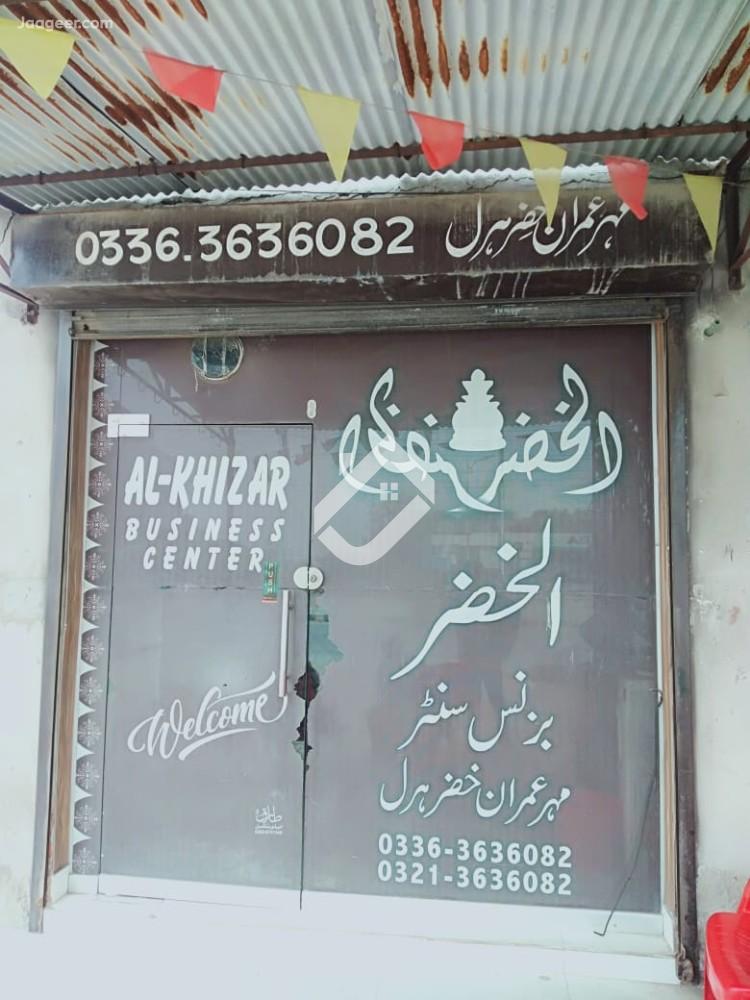 Jaageer.com
0336.3636082 مہر عمران خضر ہرل
الخضر
AL-KHIZAR
BUSINESS
CENTER
PUSH
Welcome
الخضر
بزنس سنٹر
مہر عمران خضر ہرل
0336-3636082
0321-3636082